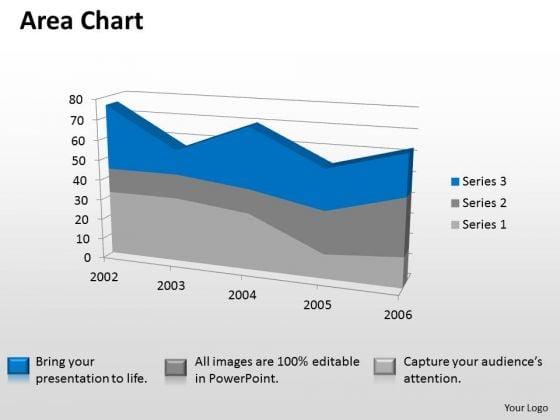 Area Chart
80
70
60
50
40
30
20
10
0
2002
2003
2004
2005
2006
Series 3
Series 2
Series 1
Bring your
presentation to life.
All images are 100% editable
in PowerPoint.
Capture your audience's
attention.
Your Logo